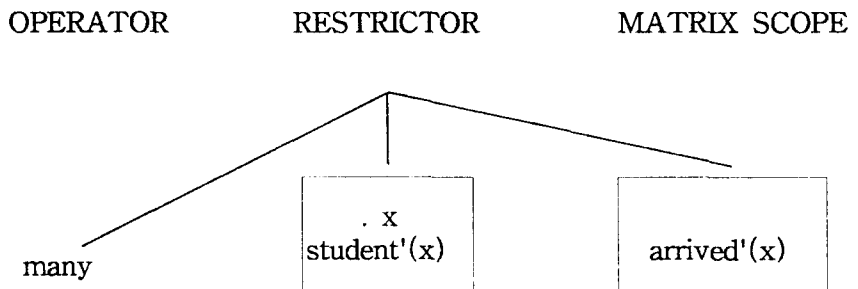 OPERATOR RESTRICTOR MATRIX SCOPE
. x
student'(x) arrived'(x)
many